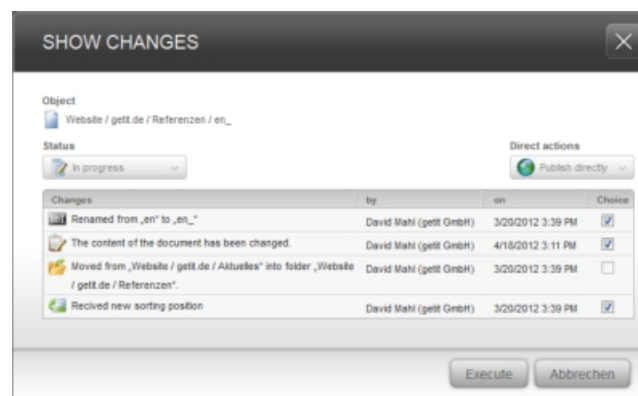 SHOW CHANGES
Object
Website / getit.de / Referenzen / en_
Status
Direct actions
In progress
Publish directly
Changes by on Choice
Renamed from „en" to „en_" David Mahl (getit GmbH) 3/20/2012 3:39 PM
The content of the document has been changed. David Mahl (getit GmbH) 4/18/2012 3:11 PM
Moved from „Website / getit.de / Aktuelles" into folder „Website David Mahl (getit GmbH) 3/20/2012 3:39 PM
/ getit.de / Referenzen".
Recived new sorting position David Mahl (getit GmbH) 3/20/2012 3:39 PM
Execute Abbrechen